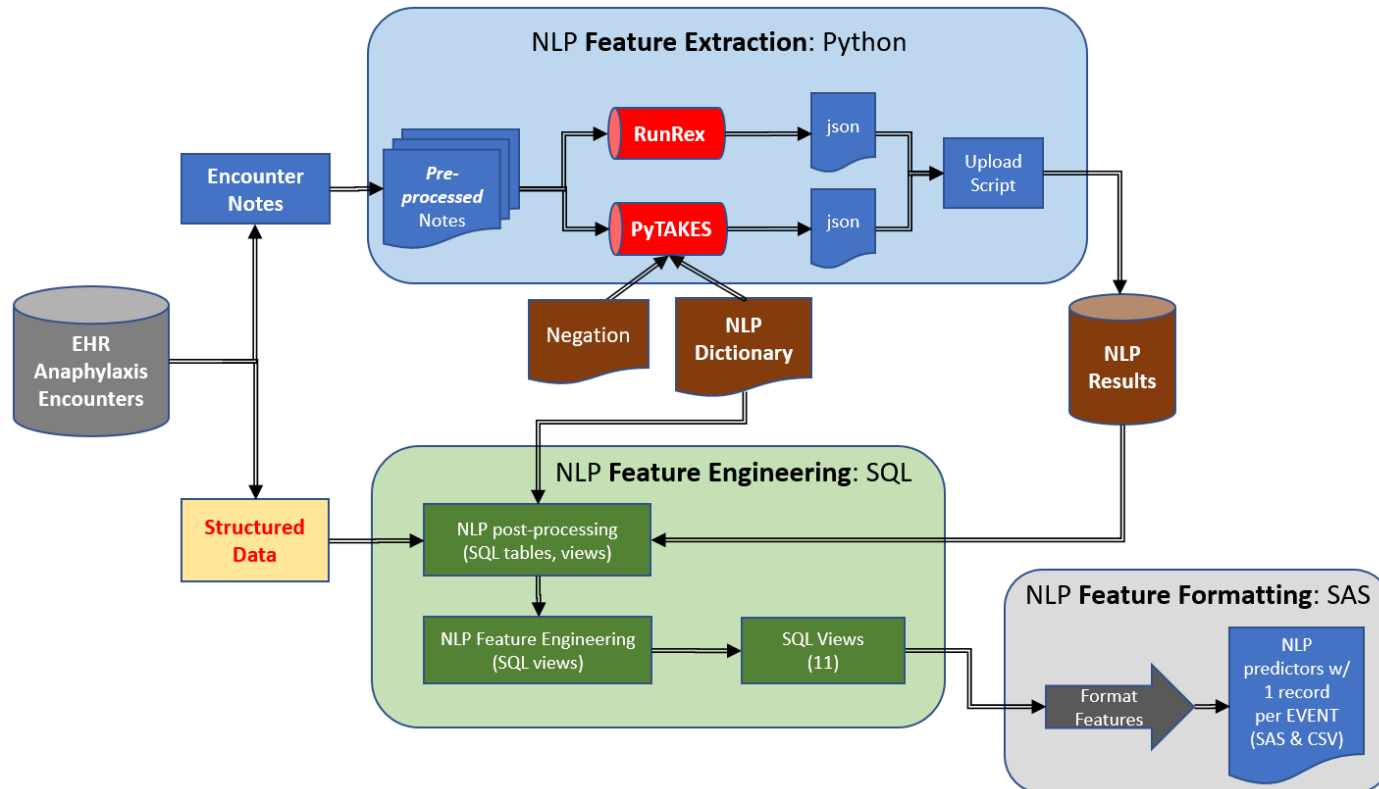 NLP Feature Extraction: Python
RunRex
json
Encounter
Notes
Pre-
processed
Notes
Upload
Script
PyTAKES
json
EHR
Anaphylaxis
Encounters
Negation
NLP
Dictionary
NLP
Results
NLP Feature Engineering: SQL
Structured
Data
NLP post-processing
(SQL tables, views)
NLP Feature Engineering
(SQL views)
SQL Views
(11)
NLP Feature Formatting: SAS
Format
Features
NLP
predictors w/
1 record
per EVENT
(SAS & CSV)